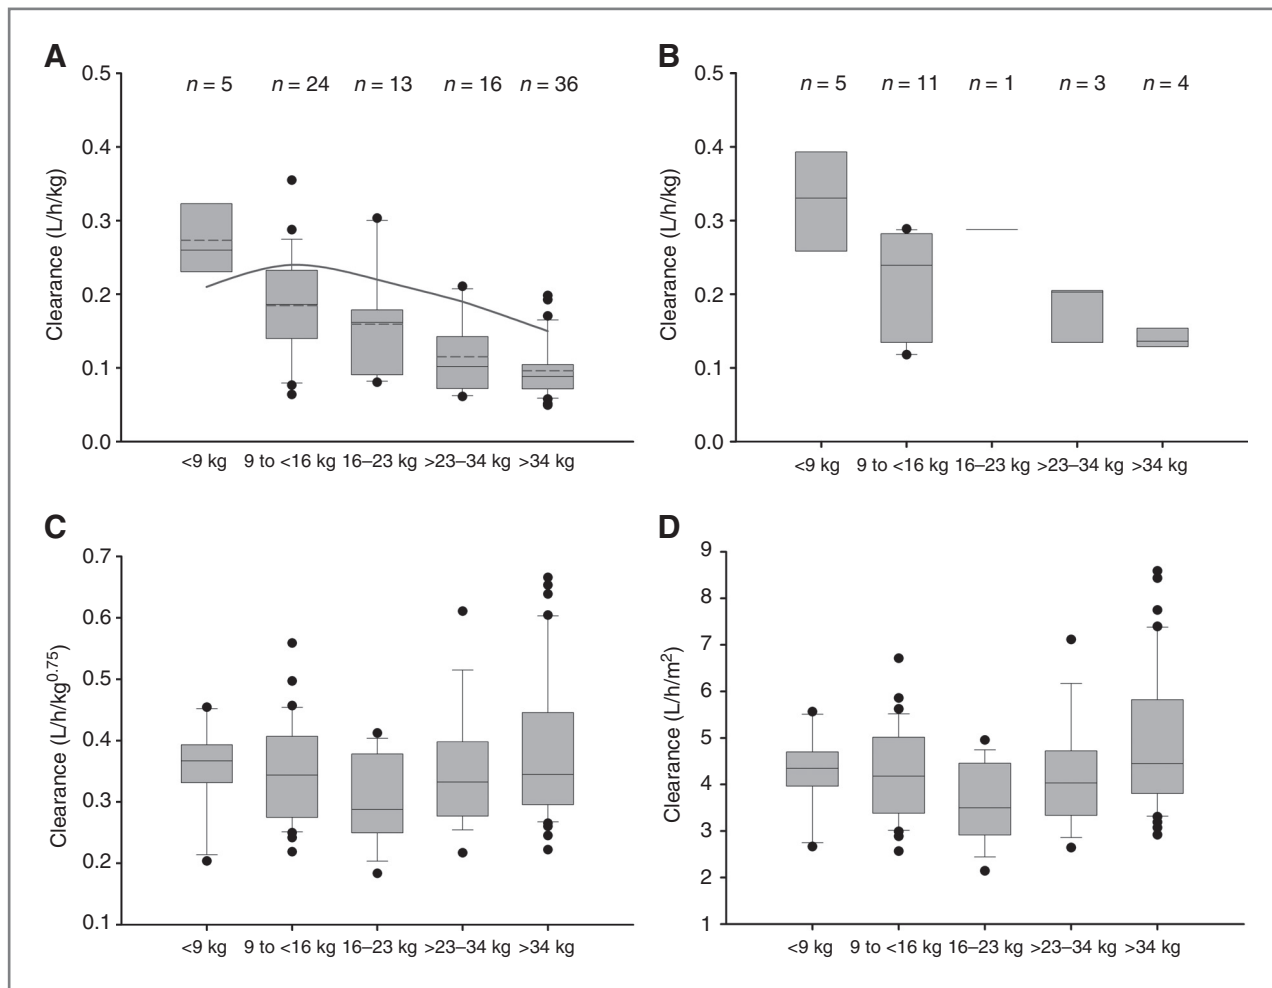 A
Clearance (L/h/kg)
0.5
0.4
0.3
0.2
0.1
0.0
n = 5 n = 24 n = 13 n = 16 n = 36
<9 kg 9 to <16 kg 16–23 kg >23–34 kg >34 kg
B
Clearance (L/h/kg)
0.5
0.4
0.3
0.2
0.1
0.0
n = 5 n = 11 n = 1 n = 3 n = 4
<9 kg 9 to <16 kg 16–23 kg >23–34 kg >34 kg
C
Clearance (L/h/kg0.75)
0.7
0.6
0.5
0.4
0.3
0.2
0.1
<9 kg 9 to <16 kg 16–23 kg >23–34 kg >34 kg
D
Clearance (L/h/m2)
9
8
7
6
5
4
3
2
1
<9 kg 9 to <16 kg 16–23 kg >23–34 kg >34 kg